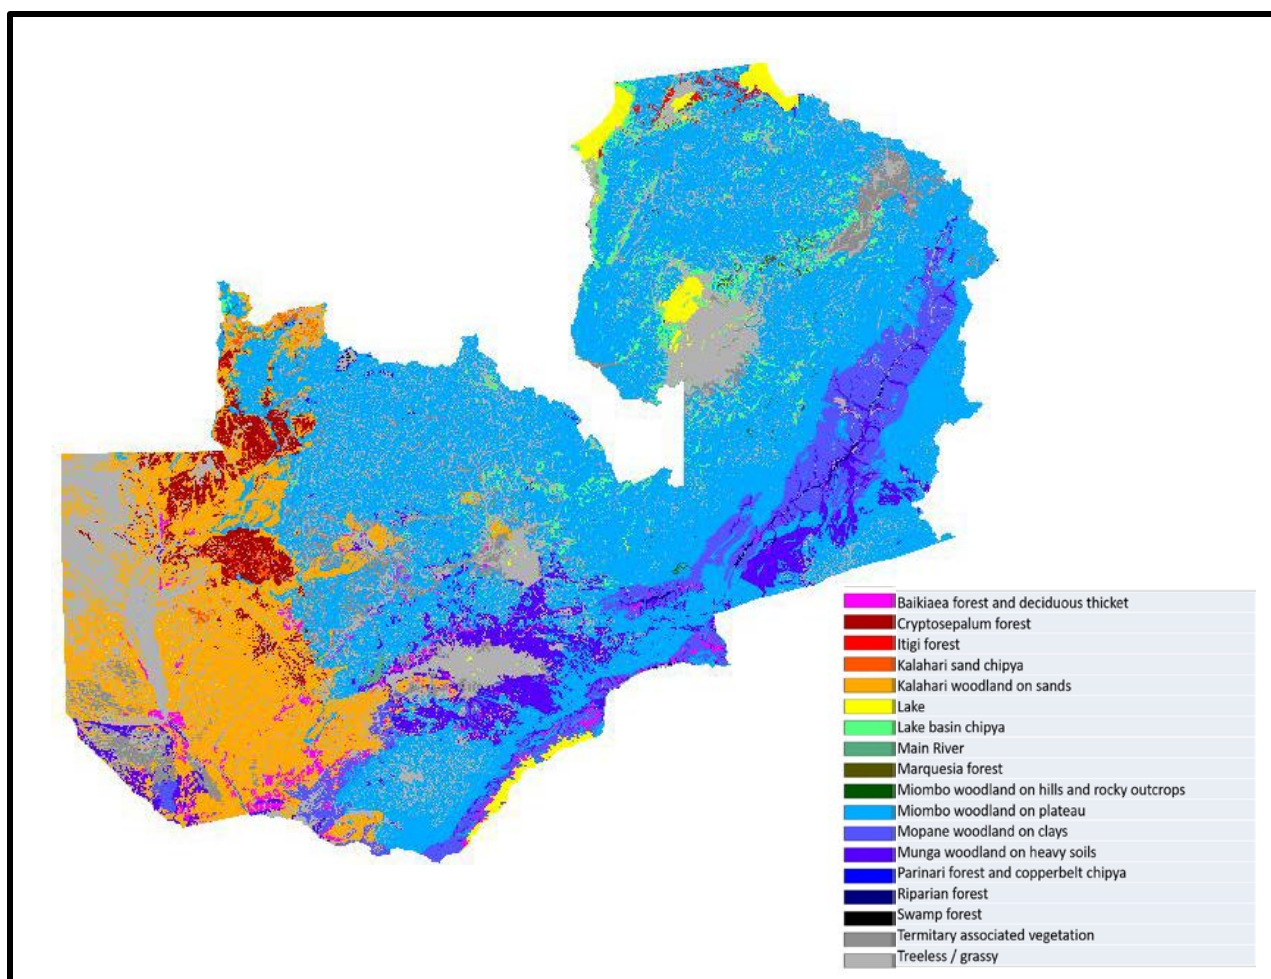 Baikiaea forest and deciduous thicket
Cryptosepalum forest
Itigi forest
Kalahari sand chipya
Kalahari woodland on sands
Lake
Lake basin chipya
Main River
Marquesia forest
Miombo woodland on hills and rocky outcrops
Miombo woodland on plateau
Mopane woodland on clays
Munga woodland on heavy soils
Parinari forest and copperbelt chipya
Riparian forest
Swamp forest
Termitary associated vegetation
Treeless / grassy